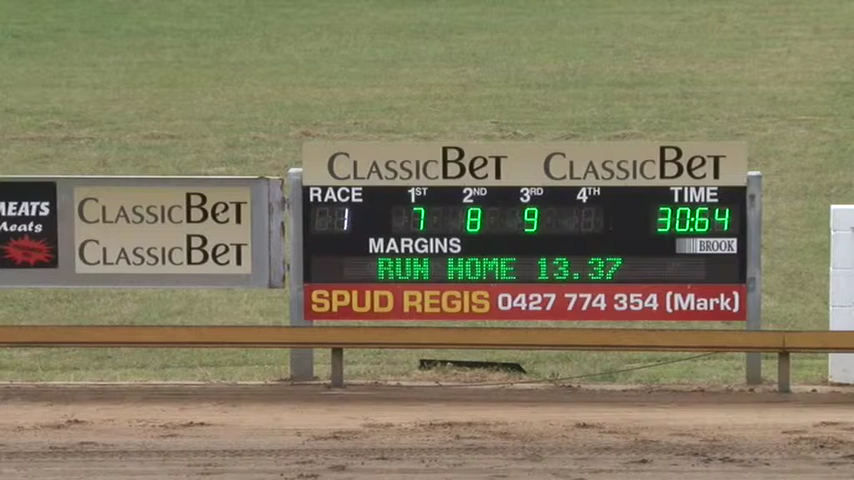 CLASSICBET CLASSICBET
RACE 1ST 2ND 3RD 4TH TIME
1 7 8 9 30:64
MARGINS BROOK
RUN HOME 13.37
SPUD REGIS 0427 774 354 (Mark)
MEATS
Meats
CLASSICBET
CLASSICBET